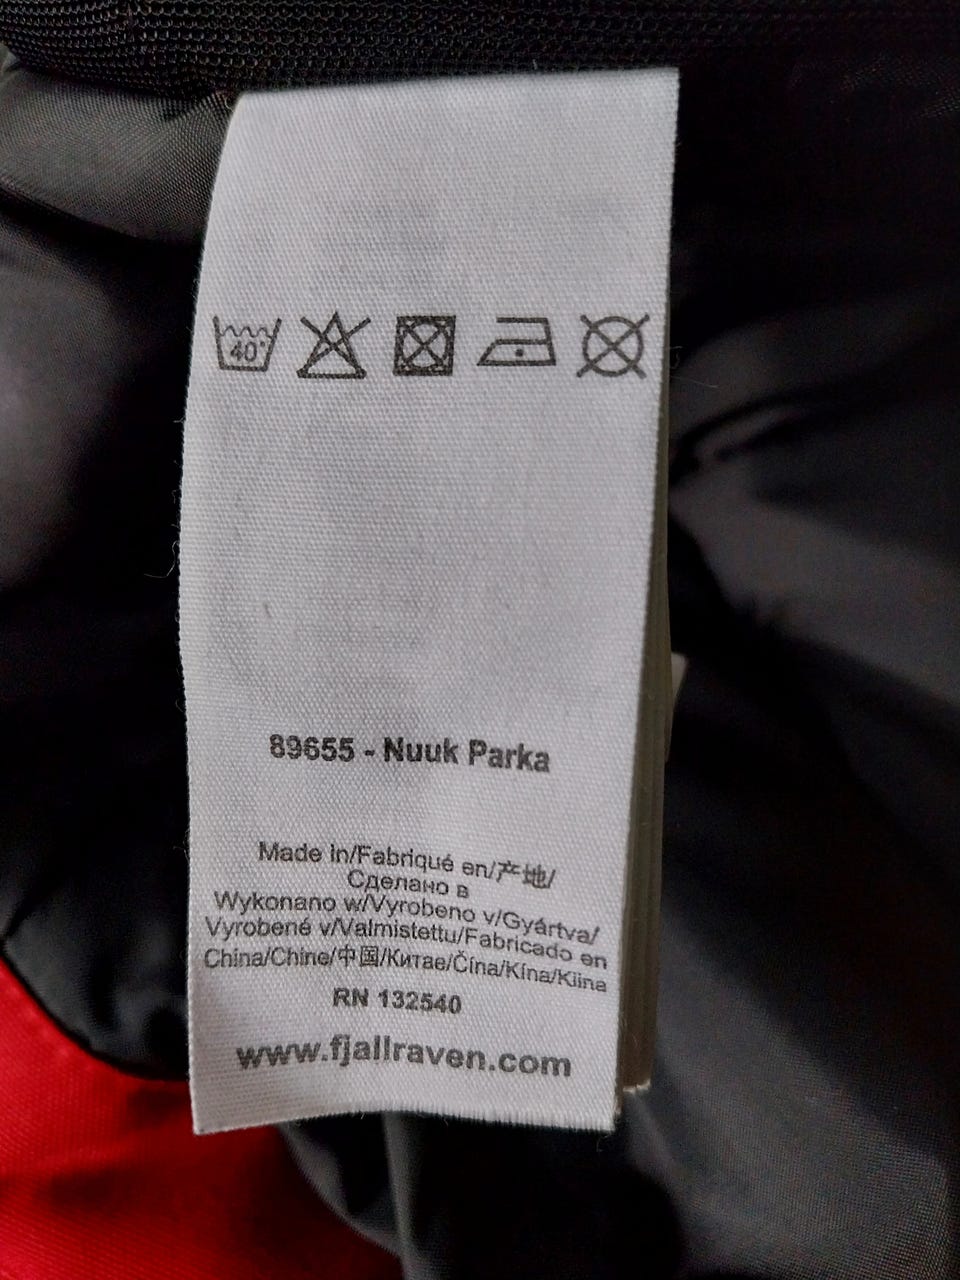 40°
89655 - Nuuk Parka
Made in/Fabriqué en/产地/
Сделано в
Wykonano w/Vyrobeno v/Gyártva/
Vyrobené v/Valmistettu/Fabricado en
China/Chine/中国/Китае/Čína/Kína/Kiina
RN 132540
www.fjallraven.com